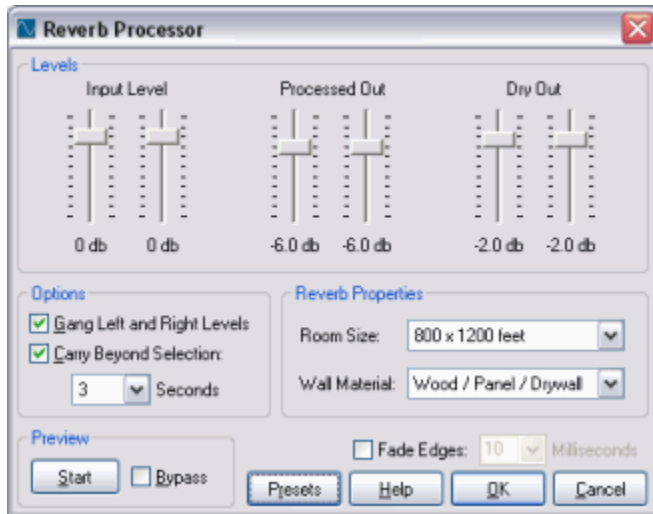 Reverb Processor
Levels
Input Level Processed Out Dry Out
0 db 0 db -6.0 db -6.0 db -2.0 db -2.0 db
Options
Gang Left and Right Levels
Carry Beyond Selection:
3 Seconds
Reverb Properties
Room Size: 800 x 1200 feet
Wall Material: Wood / Panel / Drywall
Preview
Start Bypass
Fade Edges: 10 Milliseconds
Presets Help OK Cancel